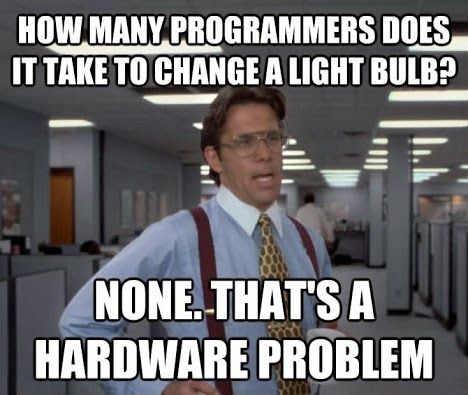 HOW MANY PROGRAMMERS DOES
IT TAKE TO CHANGE A LIGHT BULB?
NONE. THAT'S A
HARDWARE PROBLEM